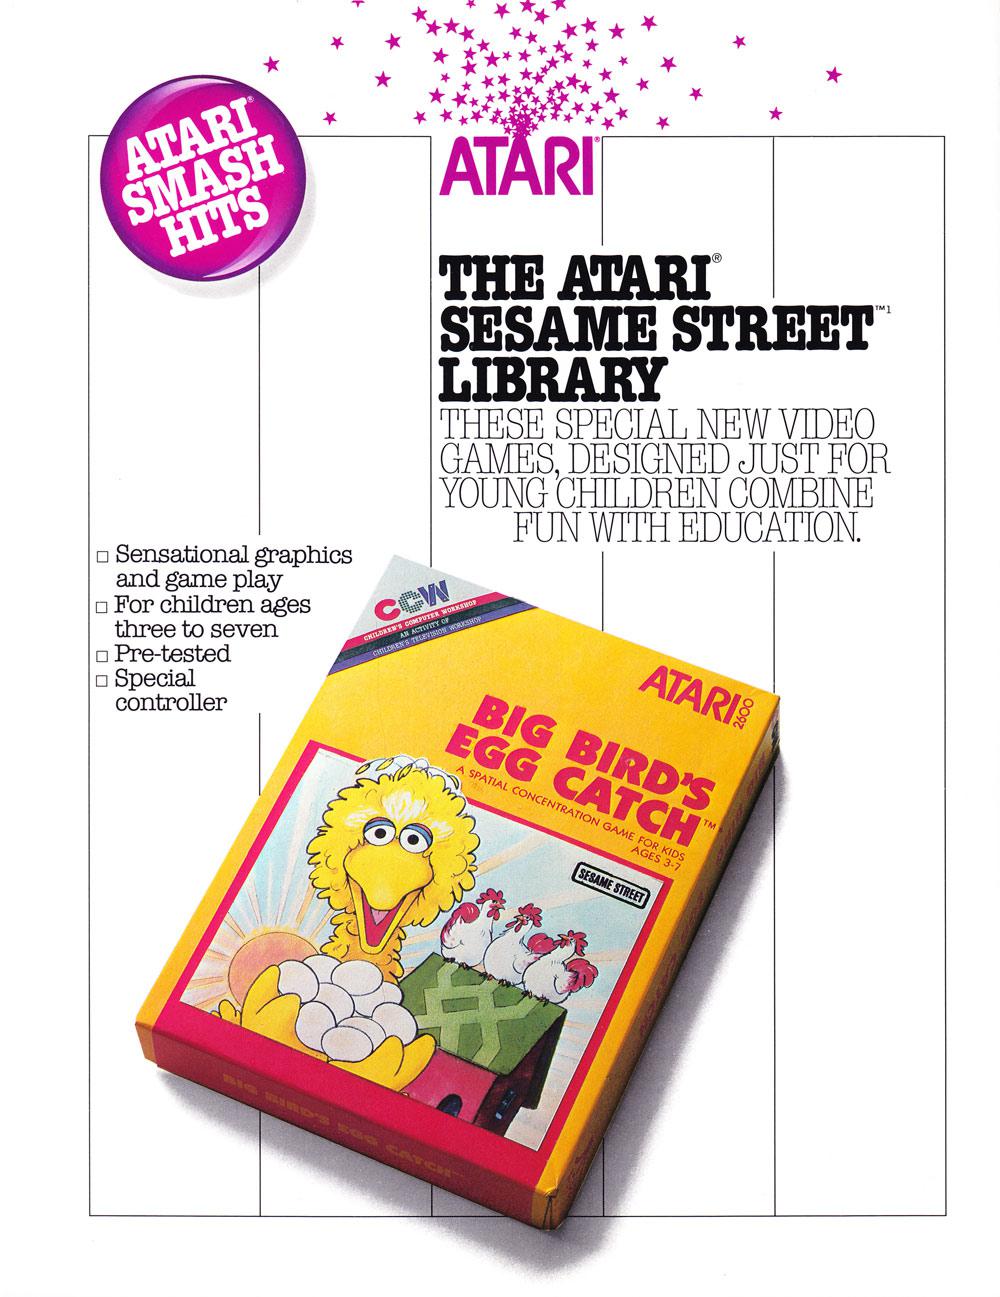 ATARI®
SMASH
HITS
ATARI®
THE ATARI®
SESAME STREET™1
LIBRARY
THESE SPECIAL NEW VIDEO
GAMES, DESIGNED JUST FOR
YOUNG CHILDREN COMBINE
FUN WITH EDUCATION.
□ Sensational graphics
and game play
□ For children ages
three to seven
□ Pre-tested
□ Special
controller
CCW
CHILDREN'S COMPUTER WORKSHOP
AN ACTIVITY OF
CHILDREN'S TELEVISION WORKSHOP
ATARI® 2600
BIG BIRD'S
EGG CATCH™
A SPATIAL CONCENTRATION GAME FOR KIDS
AGES 3-7
SESAME STREET
BIG BIRD'S EGG CATCH™